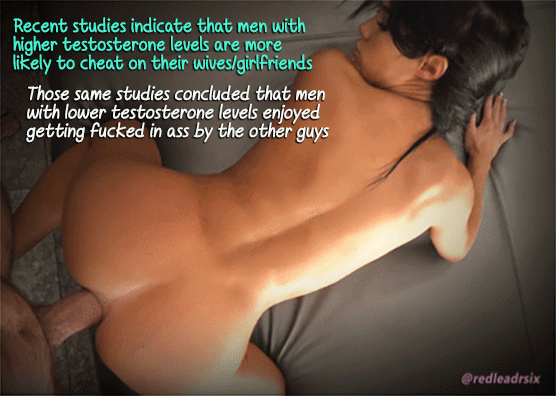 Recent studies indicate that men with
higher testosterone levels are more
likely to cheat on their wives/girlfriends
Those same studies concluded that men
with lower testosterone levels enjoyed
getting fucked in ass by the other guys
@redleadrsix